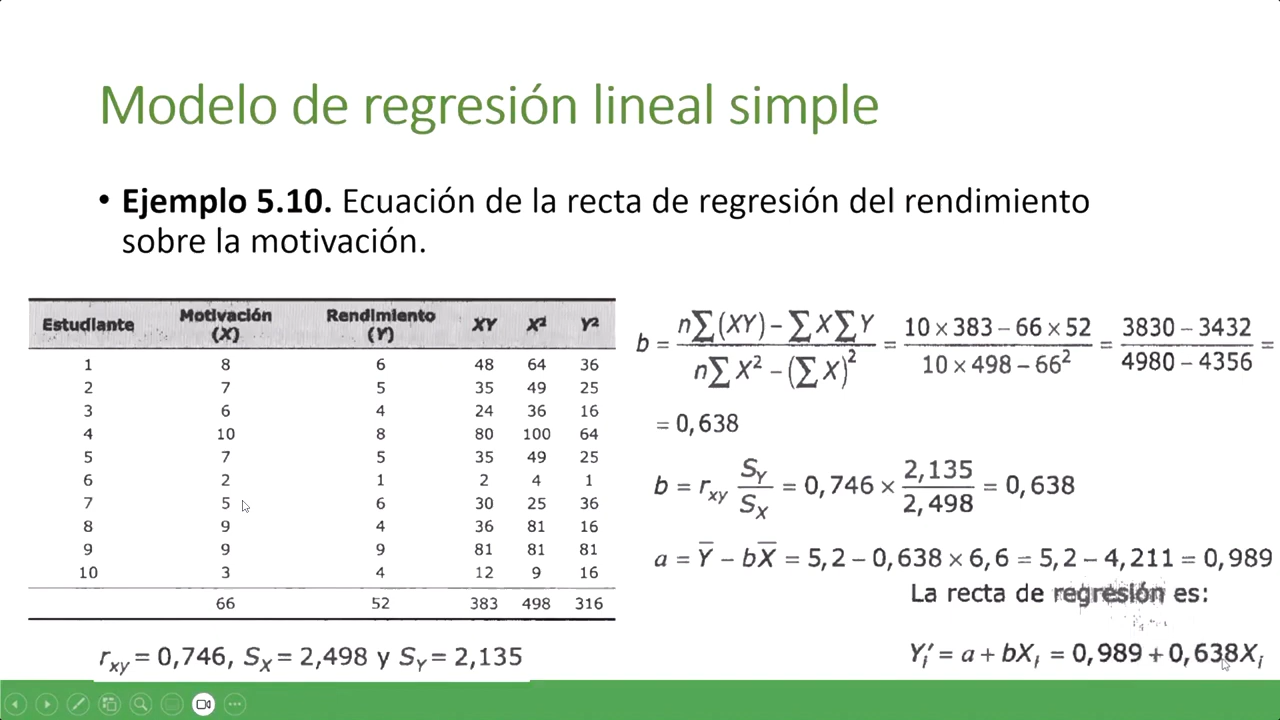 Modelo de regresión lineal simple
• Ejemplo 5.10. Ecuación de la recta de regresión del rendimiento
sobre la motivación.
Estudiante Motivación (X) Rendimiento (Y) XY X² Y²
1 8 6 48 64 36
2 7 5 35 49 25
3 6 4 24 36 16
4 10 8 80 100 64
5 7 5 35 49 25
6 2 1 2 4 1
7 5 6 30 25 36
8 9 4 36 81 16
9 9 9 81 81 81
10 3 4 12 9 16
66 52 383 498 316
r_xy = 0,746, S_X = 2,498 y S_Y = 2,135
b = (n∑(XY) − ∑X∑Y) / (n∑X² − (∑X)²) = (10 × 383 − 66 × 52) / (10 × 498 − 66²) = (3830 − 3432) / (4980 − 4356) =
= 0,638
b = r_xy S_Y / S_X = 0,746 × 2,135 / 2,498 = 0,638
a = Y̅ − bX̅ = 5,2 − 0,638 × 6,6 = 5,2 − 4,211 = 0,989
La recta de regresión es:
Y_i′ = a + bX_i = 0,989 + 0,638X_i